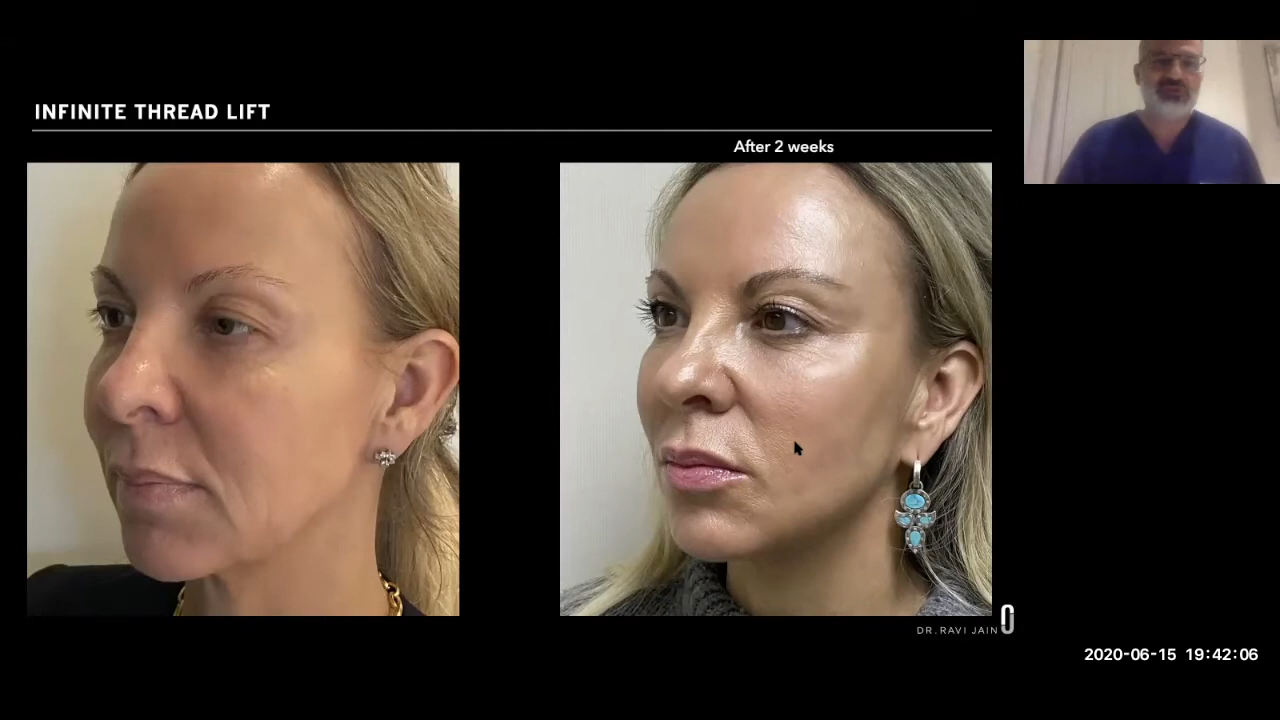 INFINITE THREAD LIFT
After 2 weeks
DR. RAVI JAIN
2020-06-15 19:42:06